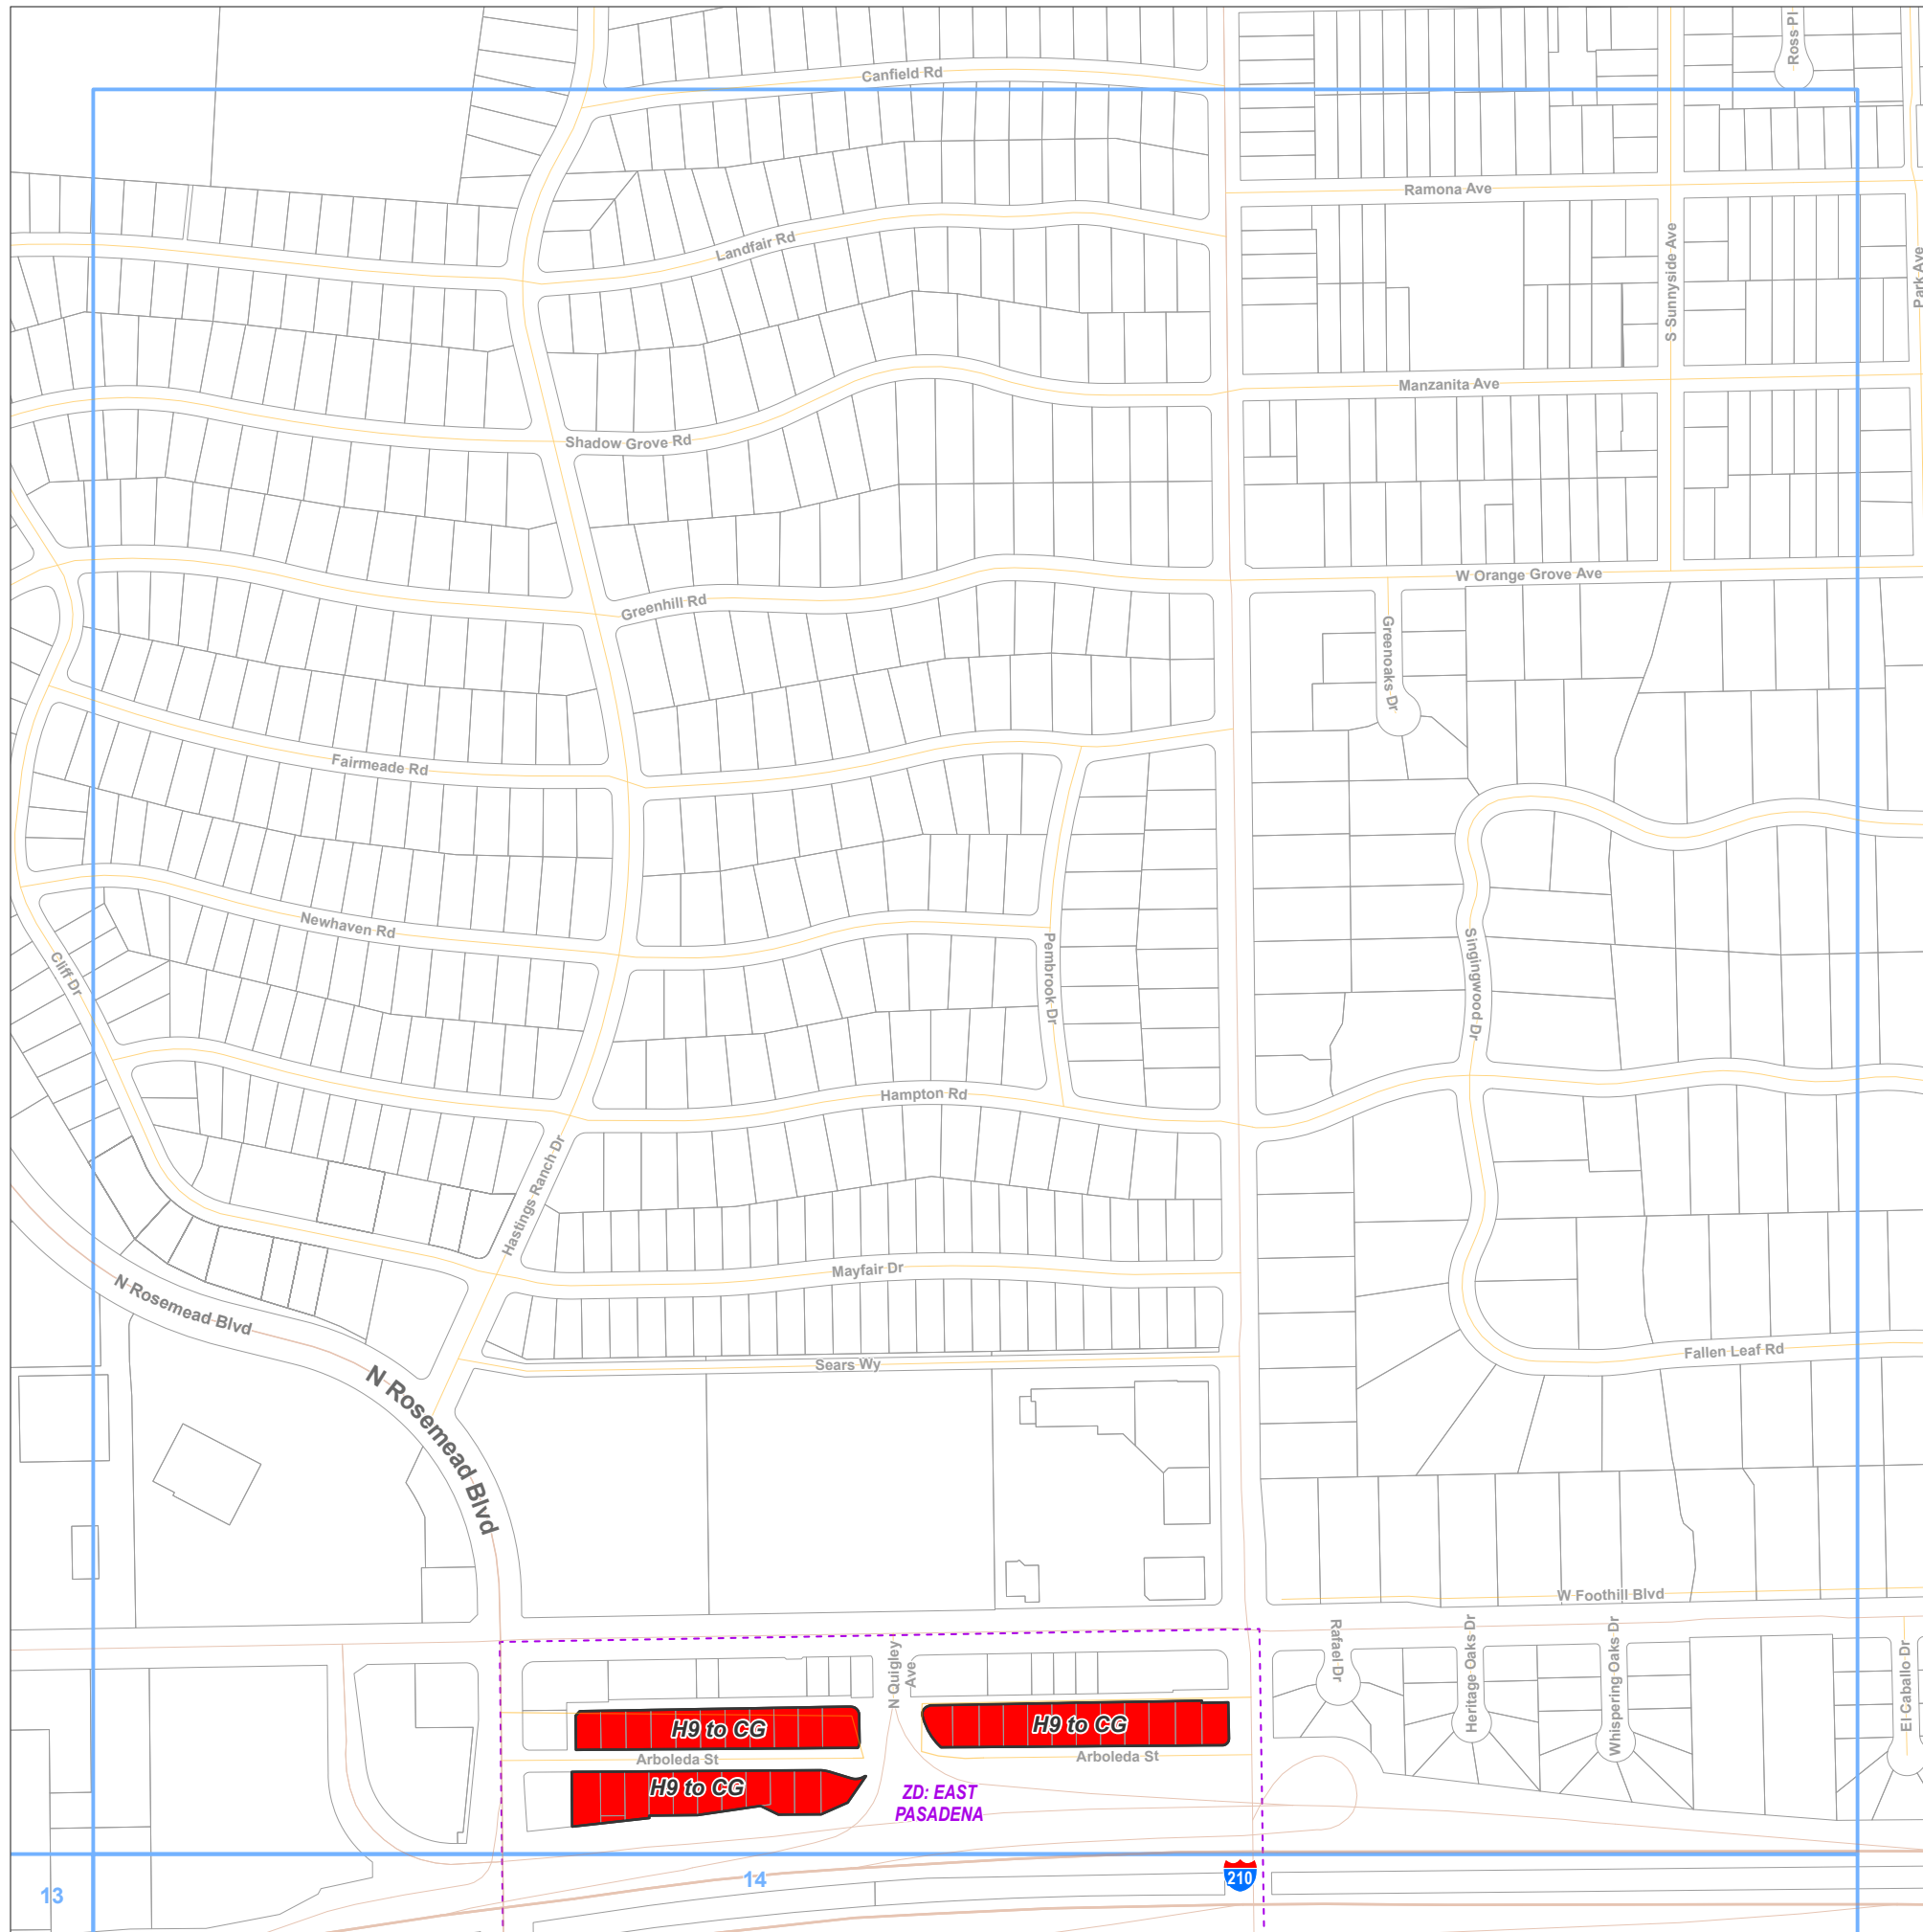 Ross Pl
Canfield Rd
Ramona Ave
Landfair Rd
S Sunnyside Ave
Park Ave
Manzanita Ave
Shadow Grove Rd
W Orange Grove Ave
Greenhill Rd
Greenoaks Dr
Fairmeade Rd
Newhaven Rd
Cliff Dr
Pembrook Dr
Singingwood Dr
Hampton Rd
Hastings Ranch Dr
Mayfair Dr
N Rosemead Blvd
Sears Wy
Fallen Leaf Rd
N Rosemead Blvd
W Foothill Blvd
N Quigley
Ave
Rafael Dr
Heritage Oaks Dr
Whispering Oaks Dr
El Caballo Dr
H9 to CG
H9 to CG
Arboleda St
Arboleda St
H9 to CG
ZD: EAST
PASADENA
13
14
210